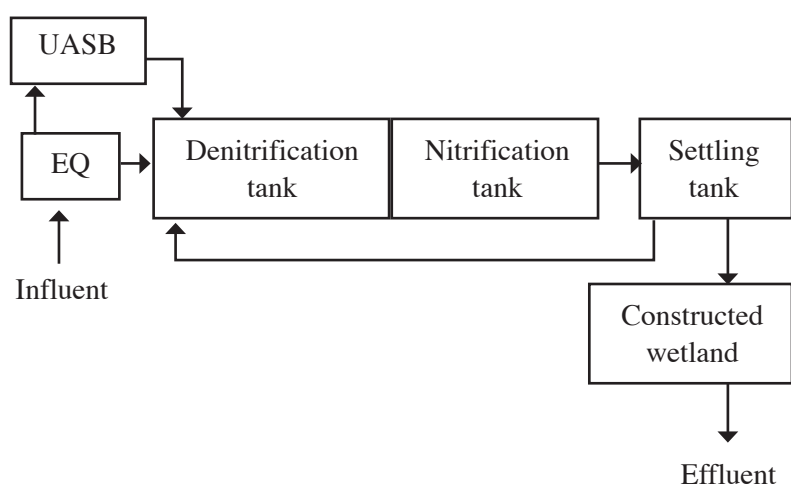 UASB
EQ
Influent
Denitrification
tank
Nitrification
tank
Settling
tank
Constructed
wetland
Effluent